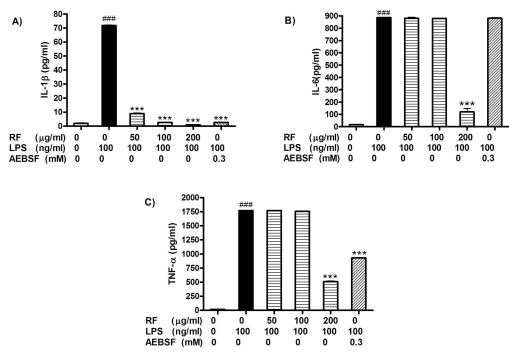 A)
###
IL-1β (pg/ml)
80
70
60
50
40
30
20
10
0
*** *** *** ***
RF (μg/ml) 0 0 50 100 200 0
LPS (ng/ml) 0 100 100 100 100 100
AEBSF (mM) 0 0 0 0 0 0.3
B)
###
IL-6(pg/ml)
900
800
700
600
500
400
300
200
100
0
***
RF (μg/ml) 0 0 50 100 200 0
LPS (ng/ml) 0 100 100 100 100 100
AEBSF (mM) 0 0 0 0 0 0.3
C)
###
TNF-α (pg/ml)
2000
1750
1500
1250
1000
750
500
250
0
*** ***
RF (μg/ml) 0 0 50 100 200 0
LPS (ng/ml) 0 100 100 100 100 100
AEBSF (mM) 0 0 0 0 0 0.3